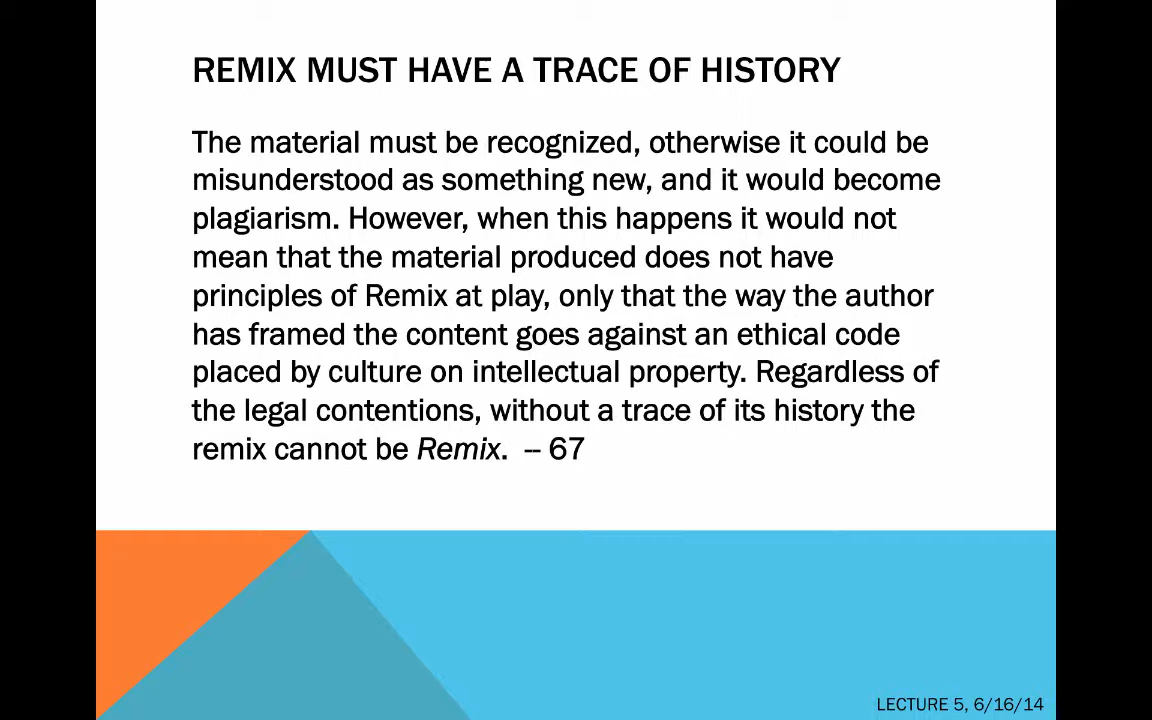 REMIX MUST HAVE A TRACE OF HISTORY
The material must be recognized, otherwise it could be
misunderstood as something new, and it would become
plagiarism. However, when this happens it would not
mean that the material produced does not have
principles of Remix at play, only that the way the author
has framed the content goes against an ethical code
placed by culture on intellectual property. Regardless of
the legal contentions, without a trace of its history the
remix cannot be Remix.  -- 67
LECTURE 5, 6/16/14